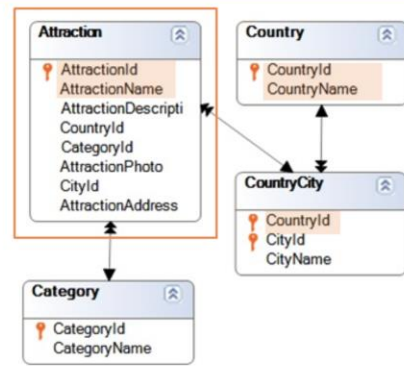 Attraction
AttractionId
AttractionName
AttractionDescripti
CountryId
CategoryId
AttractionPhoto
CityId
AttractionAddress
Country
CountryId
CountryName
CountryCity
CountryId
CityId
CityName
Category
CategoryId
CategoryName